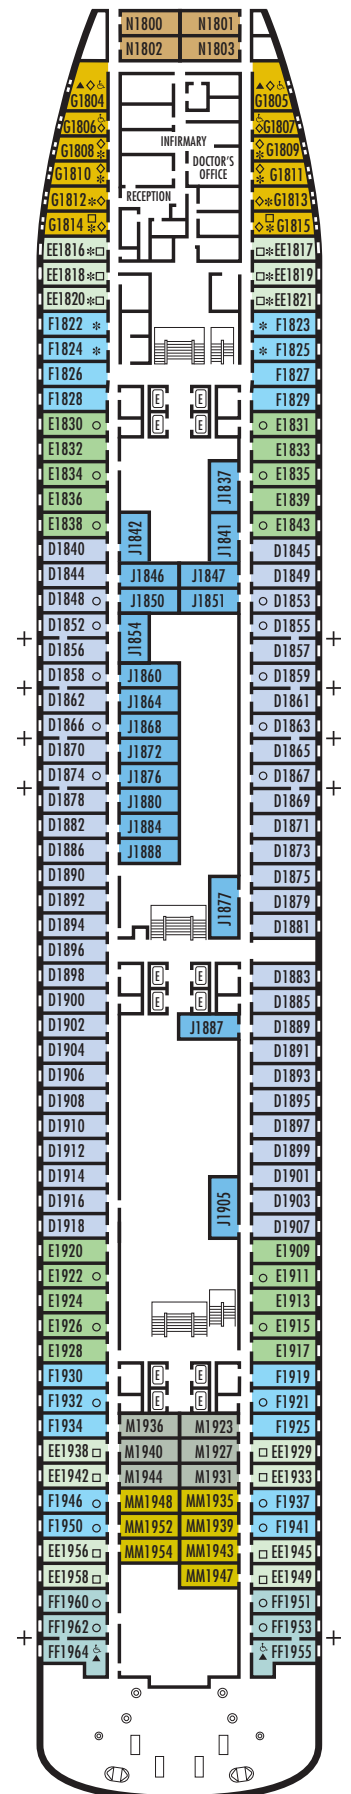 N1800 N1801
N1802 N1803
▲◇♿ ▲◇♿
G1804 G1805
G1806♿◇ ♿◇G1807
G1808◇✻ INFIRMARY ◇✻G1809
G1810◇✻ DOCTOR'S ◇✻G1811
OFFICE
G1812✻◇ RECEPTION ◇✻G1813
G1814□✻ □✻G1815
EE1816✻□ □✻EE1817
EE1818✻□ □✻EE1819
EE1820✻□ □✻EE1821
F1822 ✻ ✻ F1823
F1824 ✻ ✻ F1825
F1826 F1827
F1828 E E F1829
E1830 ○ E E ○ E1831
E1832 E1833
E1834 ○ J1837 ○ E1835
E1836 E1839
E1838 ○ J1842 J1841 ○ E1843
D1840 D1845
D1844 J1846 J1847 D1849
D1848 ○ J1850 J1851 ○ D1853
D1852 ○ J1854 ○ D1855
D1856 D1857
D1858 ○ J1860 ○ D1859
D1862 J1864 D1861
D1866 ○ J1868 ○ D1863
D1870 J1872 D1865
D1874 ○ J1876 ○ D1867
D1878 J1880 D1869
D1882 J1884 D1871
D1886 J1888 D1873
D1890 D1875
D1892 J1877 D1879
D1894 D1881
D1896
D1898 E E D1883
D1900 E E D1885
D1902 J1887 D1889
D1904 D1891
D1906 D1893
D1908 D1895
D1910 D1897
D1912 D1899
D1914 D1901
D1916 J1905 D1903
D1918 D1907
E1920 E1909
E1922 ○ ○ E1911
E1924 E1913
E1926 ○ ○ E1915
E1928 E1917
F1930 E E F1919
F1932 ○ E E ○ F1921
F1934 M1936 M1923 F1925
EE1938 □ M1940 M1927 □ EE1929
EE1942 □ M1944 M1931 □ EE1933
F1946 ○ MM1948 MM1935 ○ F1937
F1950 ○ MM1952 MM1939 ○ F1941
EE1956 □ MM1954 MM1943 □ EE1945
EE1958 □ MM1947 □ EE1949
FF1960 ○ ○ FF1951
FF1962 ○ ○ FF1953
FF1964 ♿▲ ♿▲ FF1955